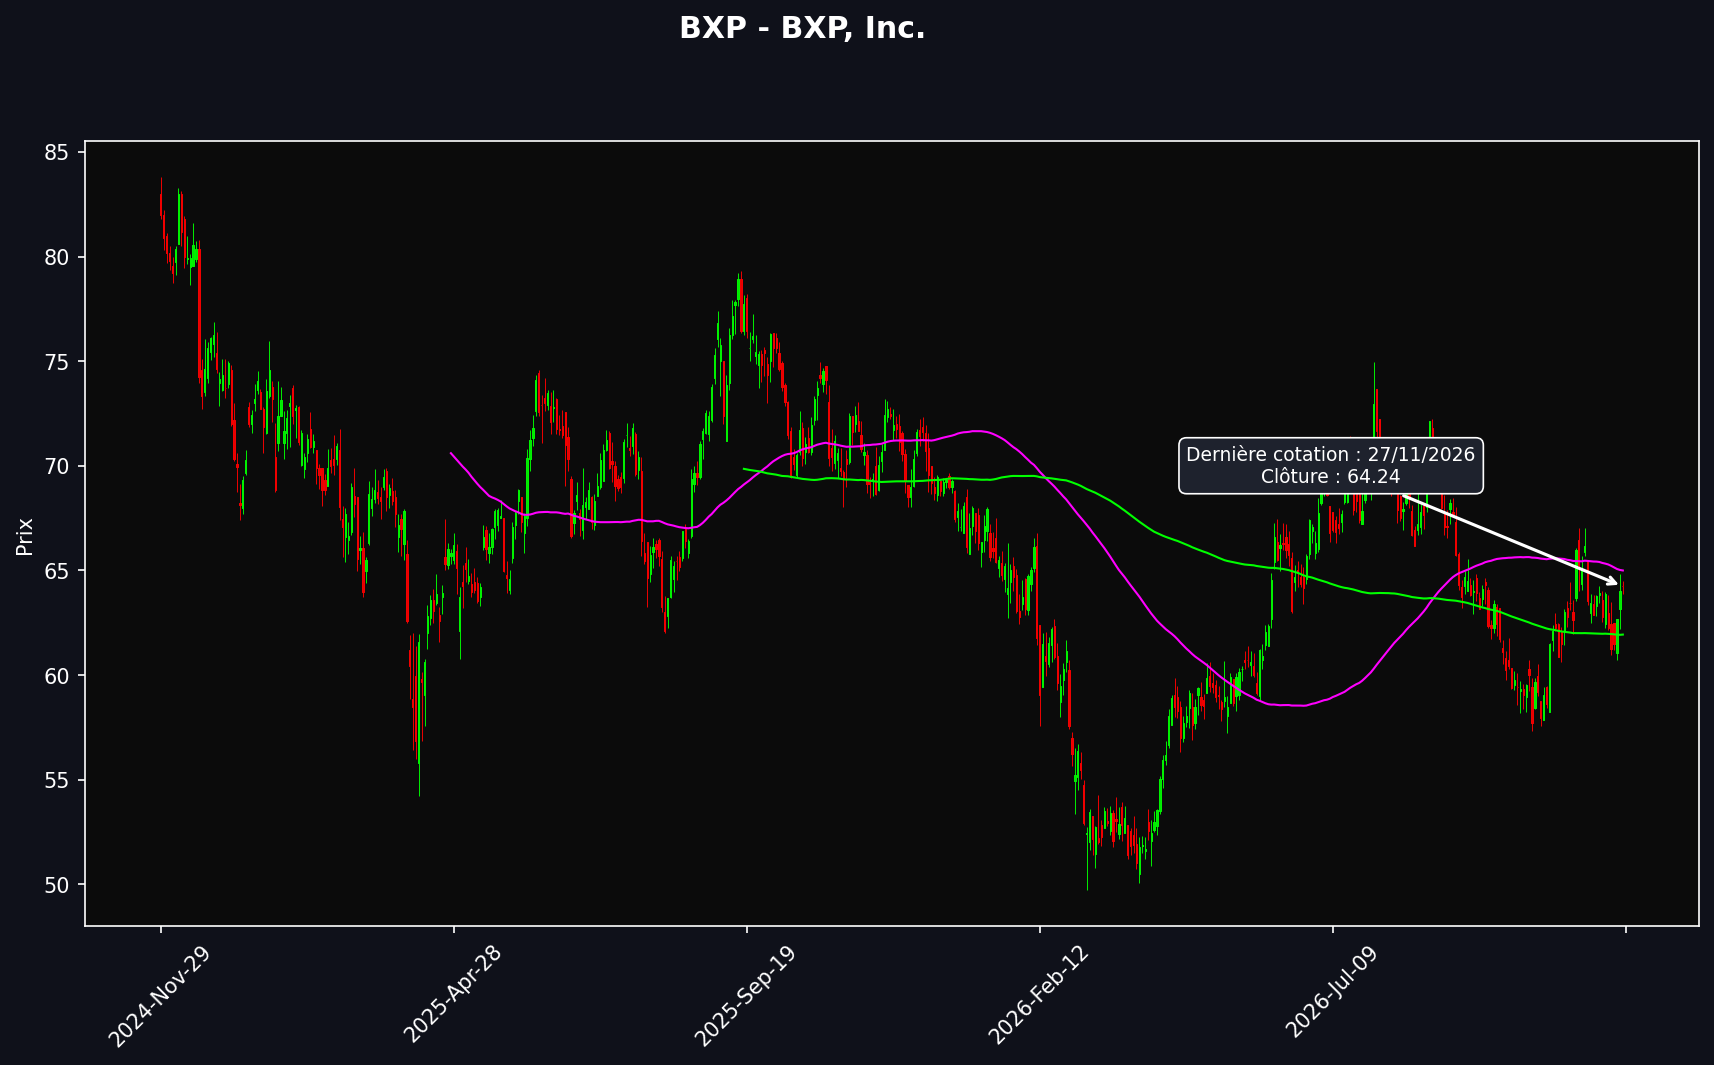 BXP - BXP, Inc.
85
80
75
70
65
60
55
50
Prix
Dernière cotation : 27/11/2026
Clôture : 64.24
2024-Nov-29
2025-Apr-28
2025-Sep-19
2026-Feb-12
2026-Jul-09